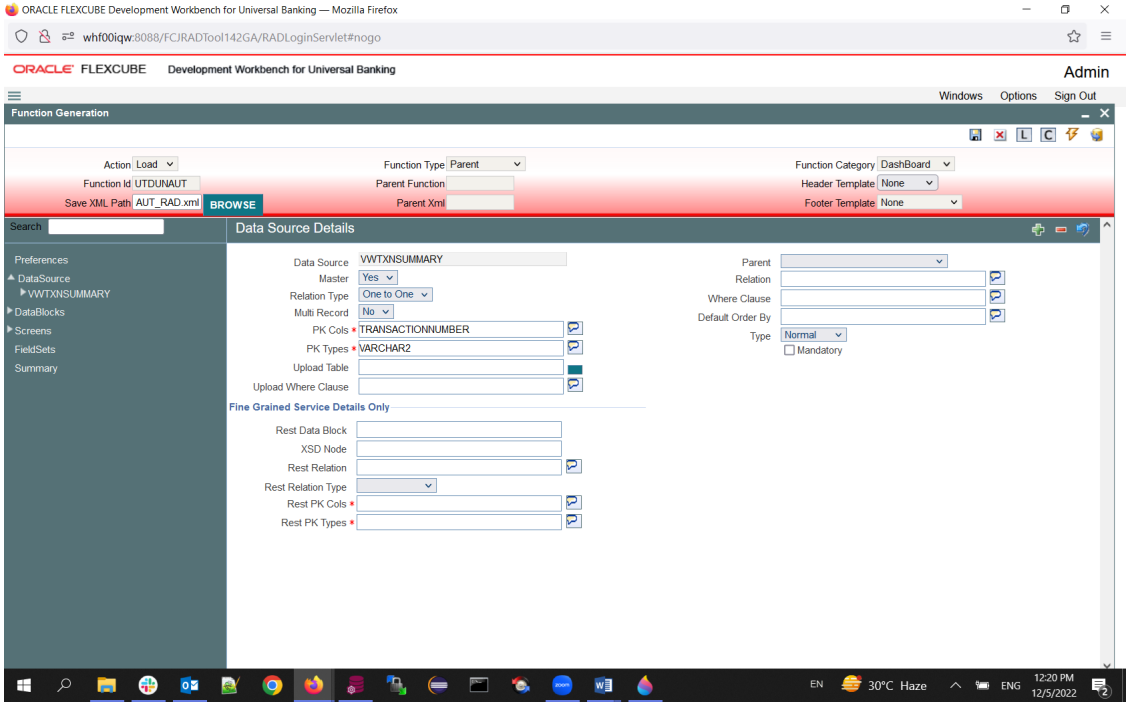 ORACLE FLEXCUBE Development Workbench for Universal Banking — Mozilla Firefox
whf00iqw:8088/FCJRADTool142GA/RADLoginServlet#nogo
ORACLE FLEXCUBE Development Workbench for Universal Banking
Admin
Windows Options Sign Out
Function Generation
L C
Action Load Function Type Parent Function Category DashBoard
Function Id UTDUNAUT Parent Function Header Template None
Save XML Path AUT_RAD.xml BROWSE Parent Xml Footer Template None
Search Data Source Details
Preferences
DataSource
VWTXNSUMMARY
DataBlocks
Screens
FieldSets
Summary
Data Source VWTXNSUMMARY
Master Yes
Relation Type One to One
Multi Record No
PK Cols * TRANSACTIONNUMBER
PK Types * VARCHAR2
Upload Table
Upload Where Clause
Parent
Relation
Where Clause
Default Order By
Type Normal
Mandatory
Fine Grained Service Details Only
Rest Data Block
XSD Node
Rest Relation
Rest Relation Type
Rest PK Cols *
Rest PK Types *
zoom
EN 30°C Haze ENG 12:20 PM
12/5/2022
2